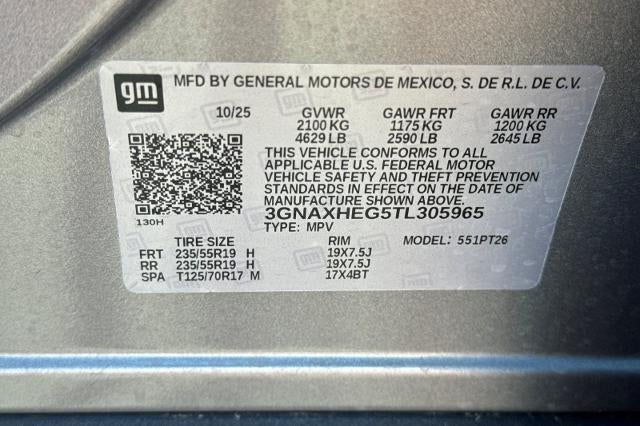 gm MFD BY GENERAL MOTORS DE MEXICO, S. DE R.L. DE C.V.
10/25 GVWR GAWR FRT GAWR RR
2100 KG 1175 KG 1200 KG
4629 LB 2590 LB 2645 LB
THIS VEHICLE CONFORMS TO ALL
APPLICABLE U.S. FEDERAL MOTOR
VEHICLE SAFETY AND THEFT PREVENTION
STANDARDS IN EFFECT ON THE DATE OF
MANUFACTURE SHOWN ABOVE.
3GNAXHEG5TL305965
130H
TYPE: MPV
TIRE SIZE RIM MODEL: 551PT26
FRT 235/55R19 H 19X7.5J
RR 235/55R19 H 19X7.5J
SPA T125/70R17 M 17X4BT